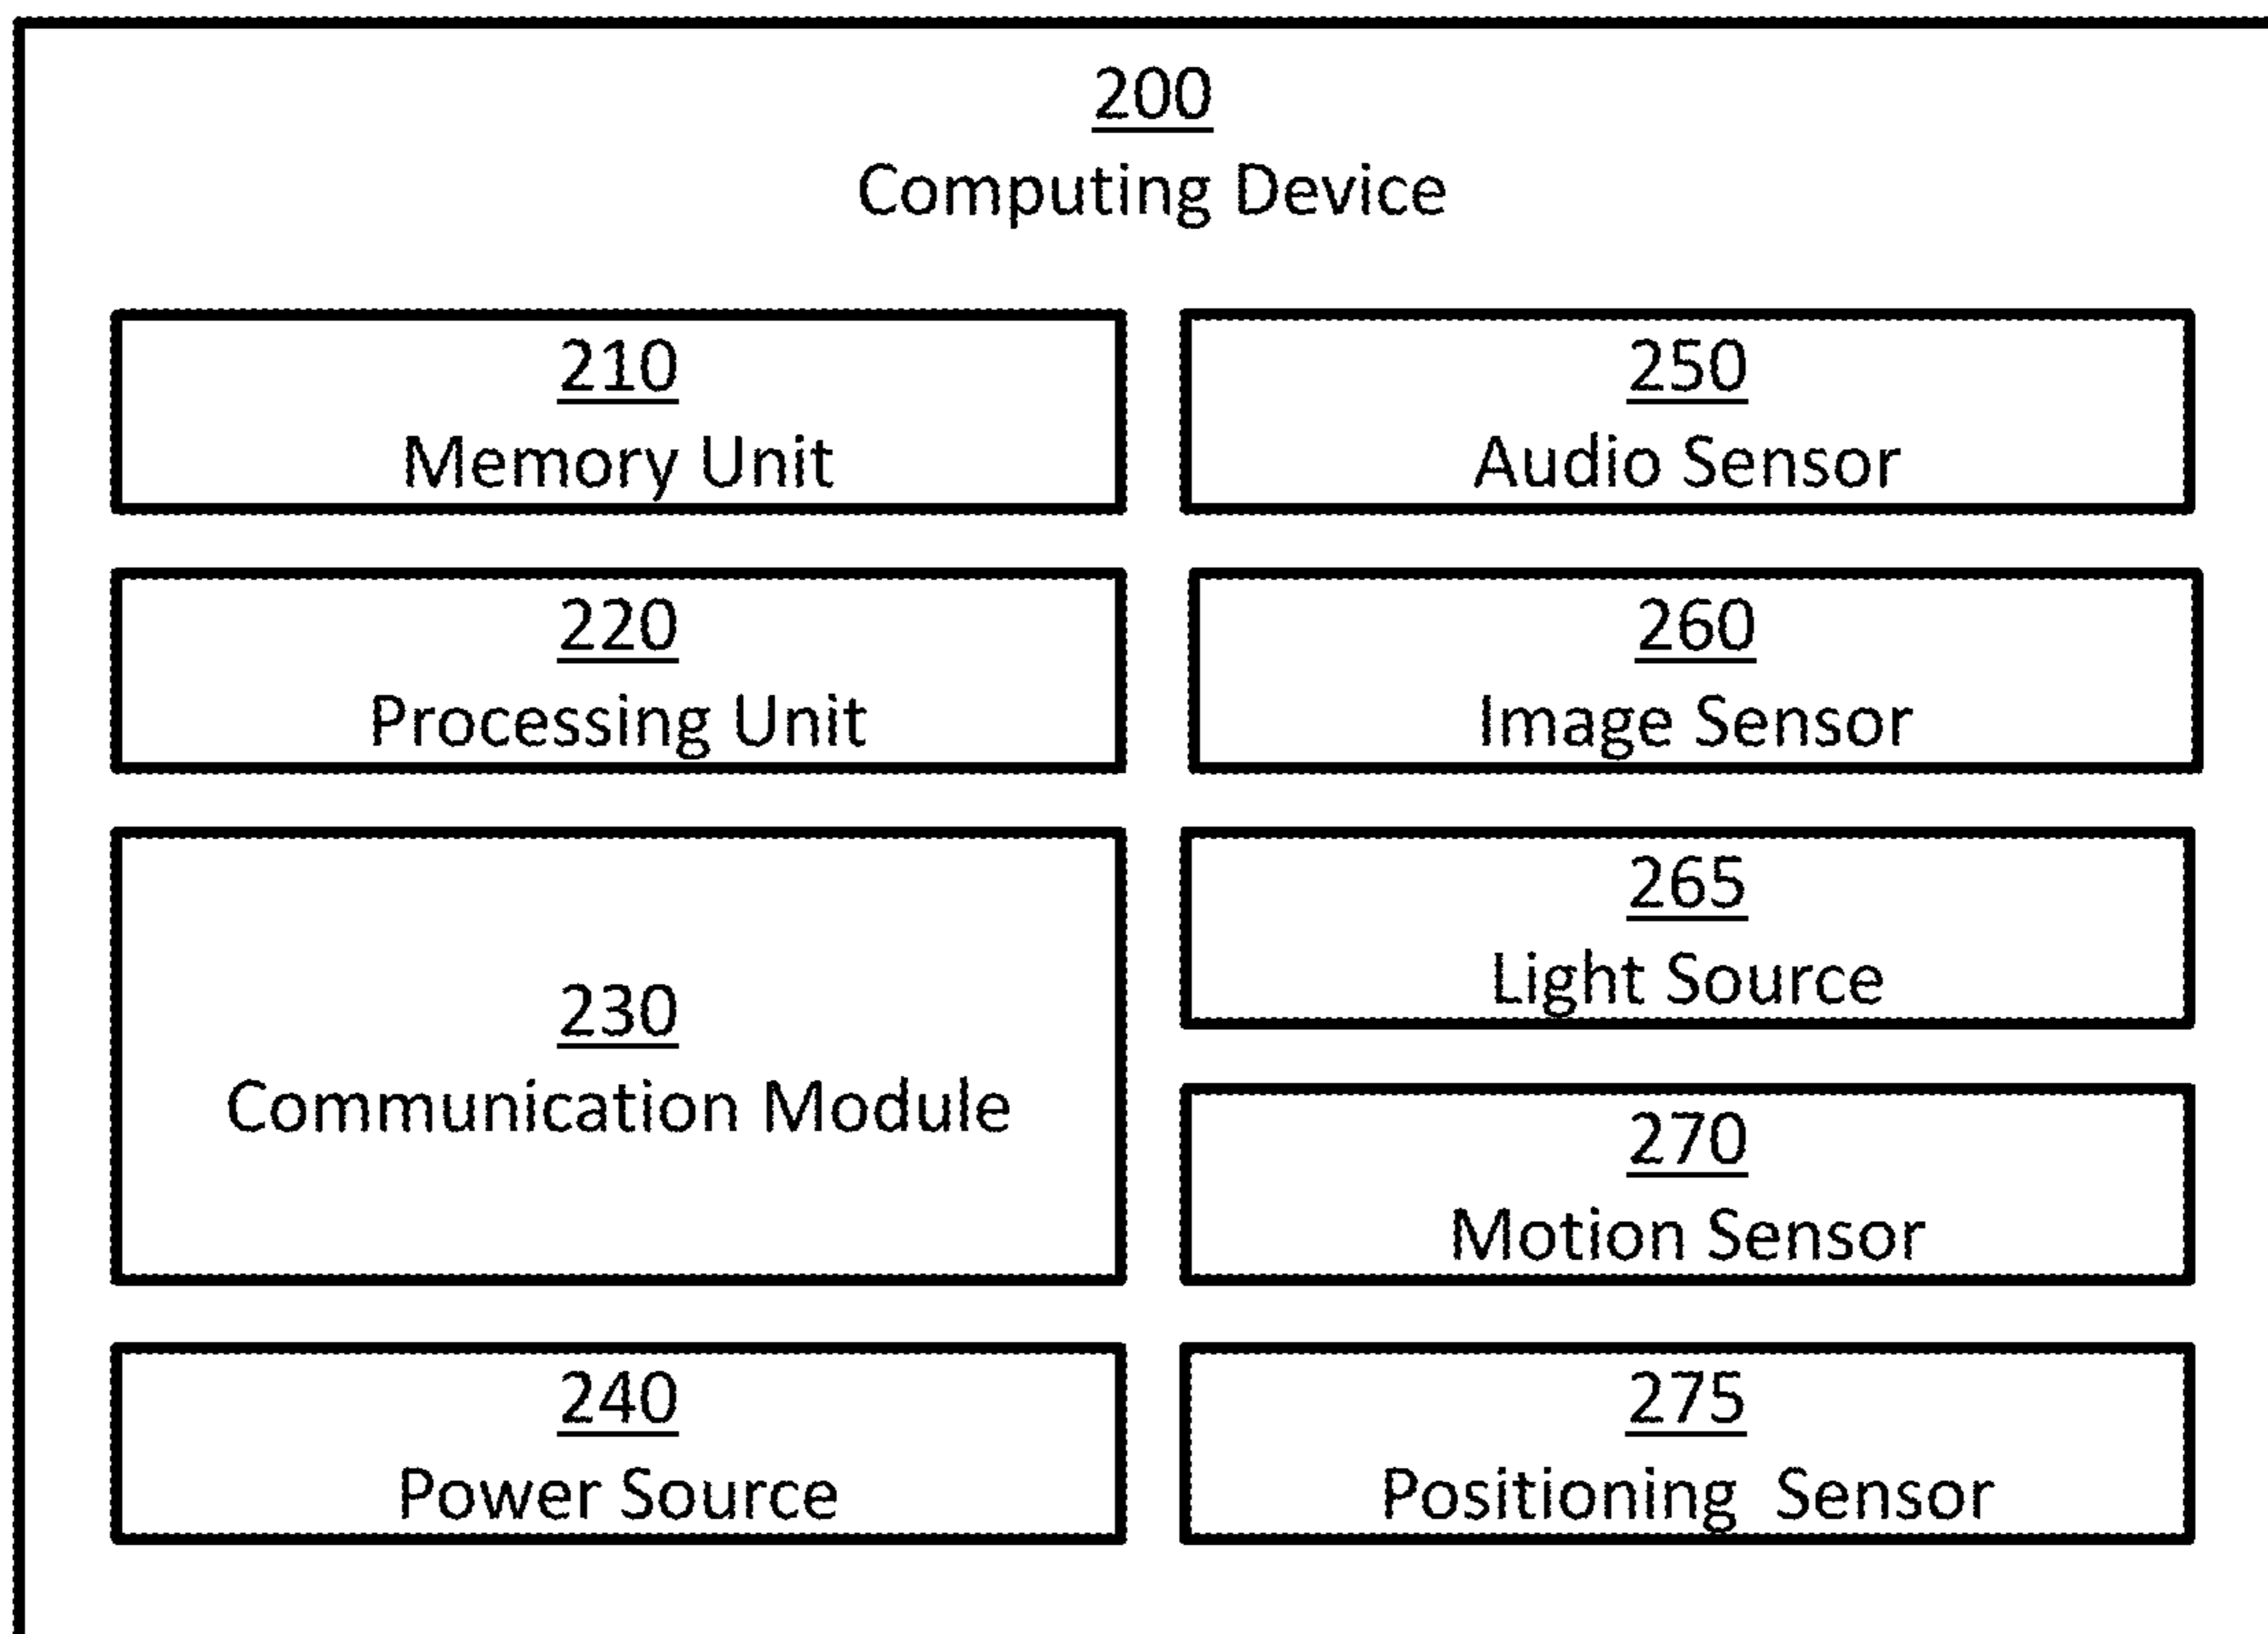 200
Computing Device
210
Memory Unit
250
Audio Sensor
220
Processing Unit
260
Image Sensor
230
Communication Module
265
Light Source
270
Motion Sensor
240
Power Source
275
Positioning  Sensor